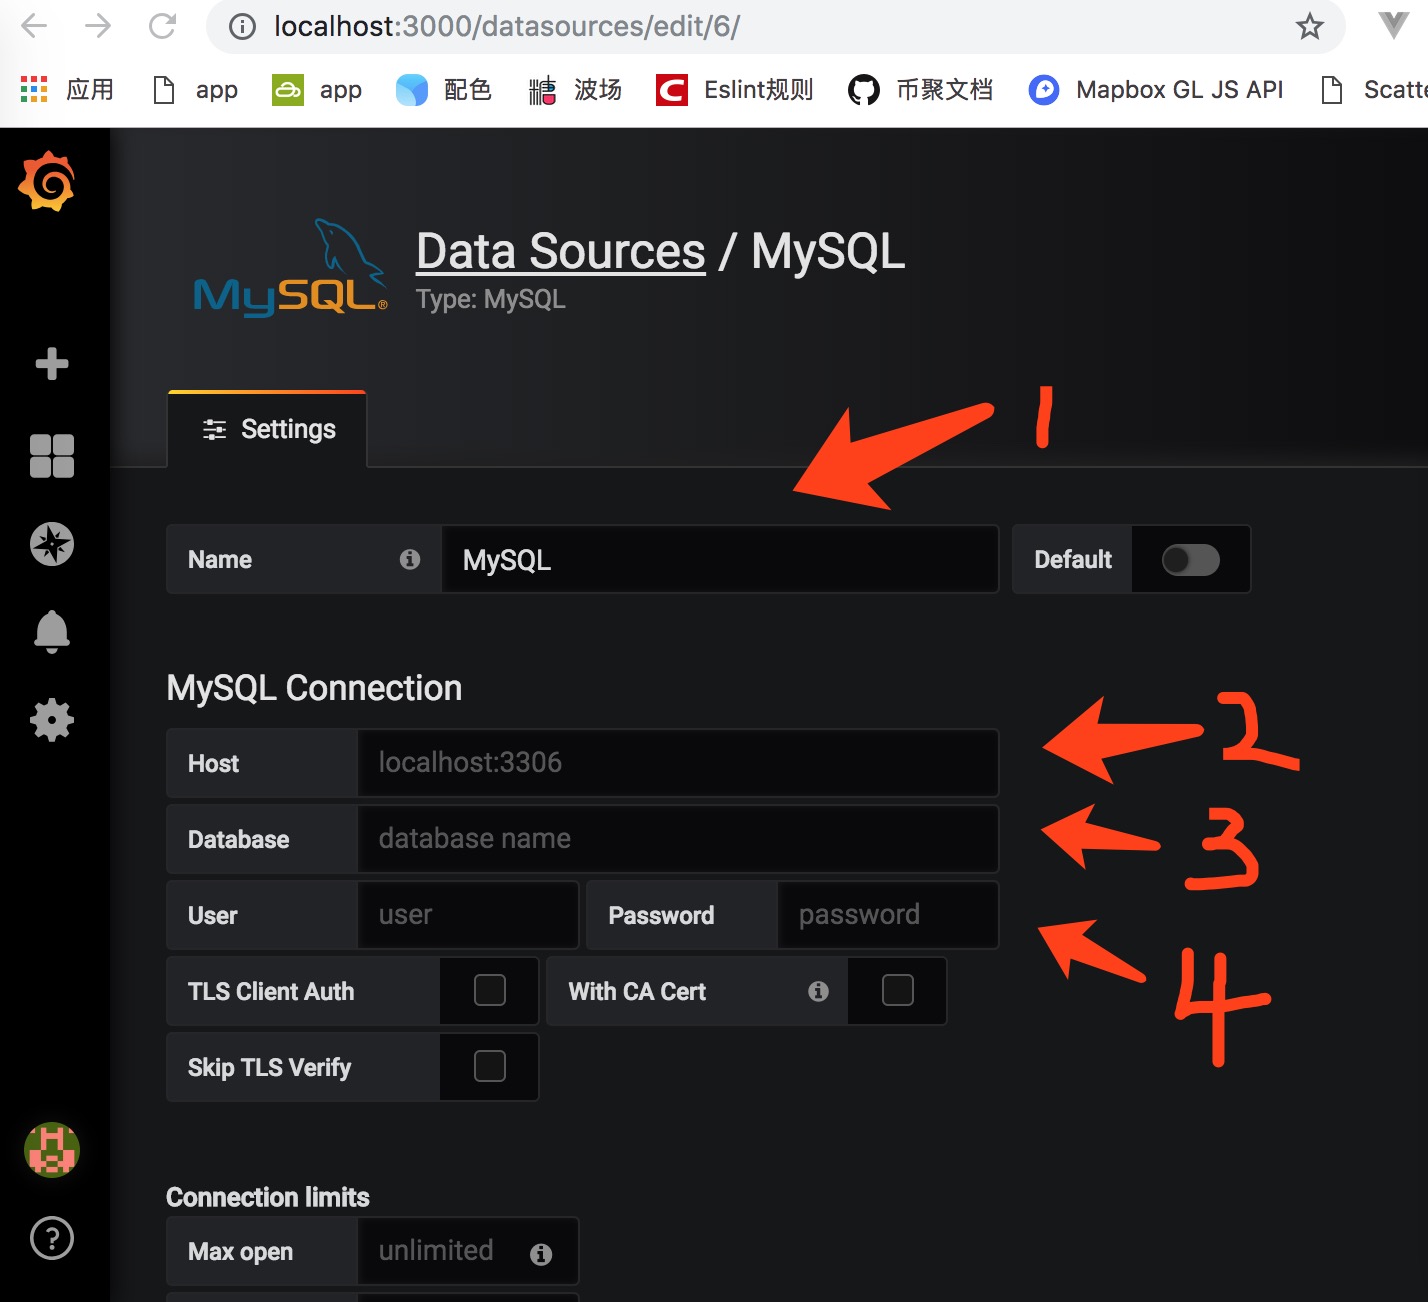 localhost:3000/datasources/edit/6/
应用 app app 配色 波场 Eslint规则 币聚文档 Mapbox GL JS API Scatte
MySQL®
Data Sources / MySQL
Type: MySQL
Settings
1
Name MySQL Default
MySQL Connection
Host localhost:3306
2
Database database name
3
User user Password password
4
TLS Client Auth With CA Cert
Skip TLS Verify
Connection limits
Max open unlimited